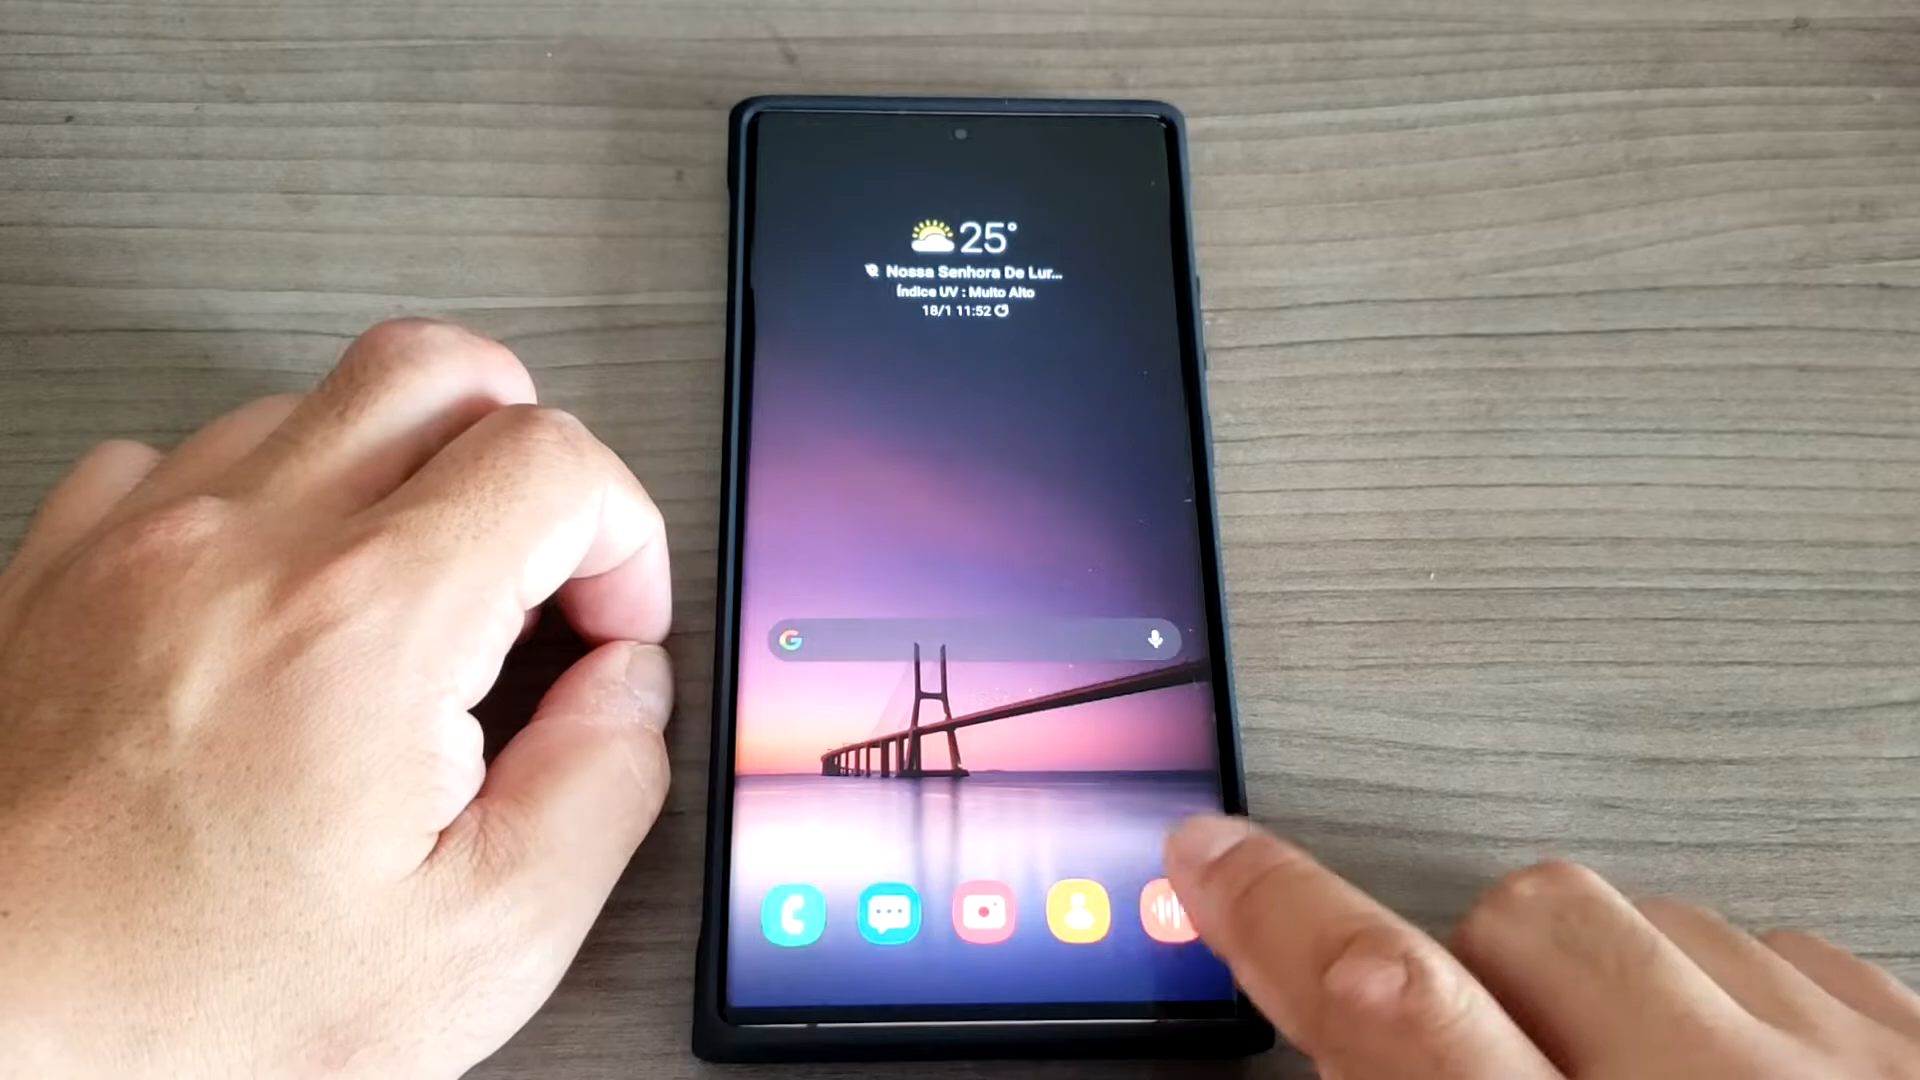 25°
Nossa Senhora De Lur...
Índice UV : Muito Alto
18/1 11:52
G